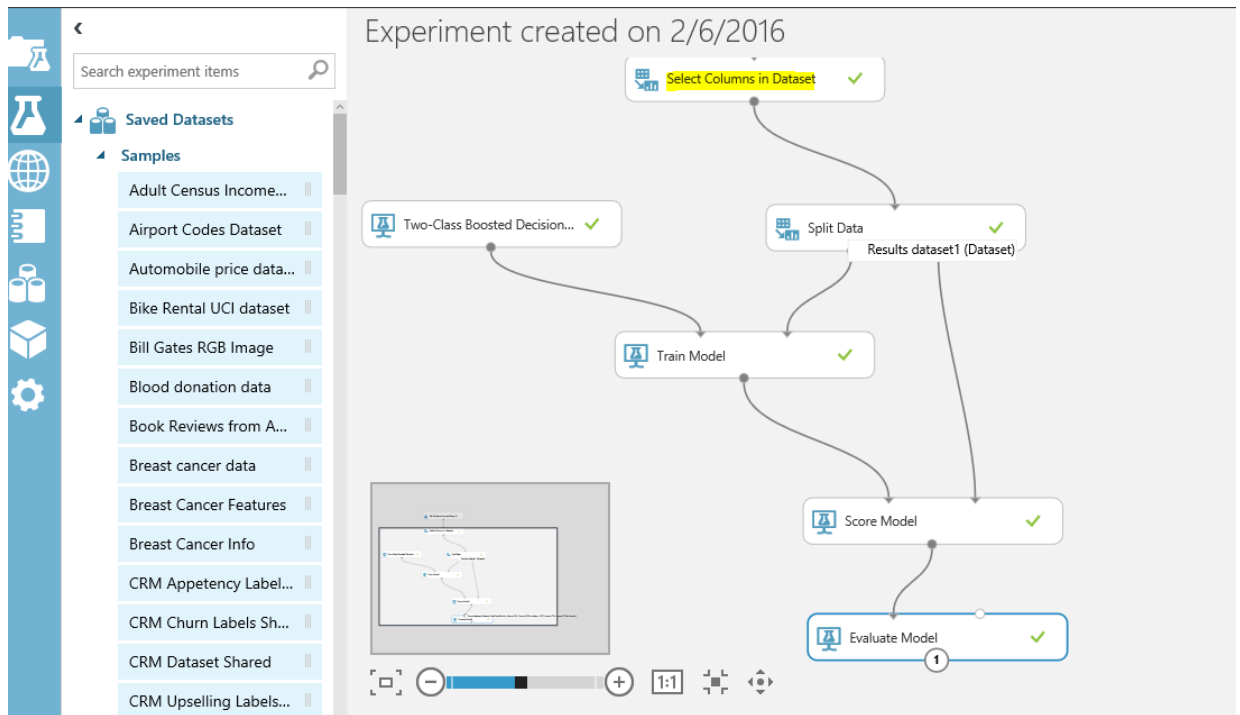 Experiment created on 2/6/2016
Search experiment items
Saved Datasets
Samples
Adult Census Income...
Airport Codes Dataset
Automobile price data...
Bike Rental UCI dataset
Bill Gates RGB Image
Blood donation data
Book Reviews from A...
Breast cancer data
Breast Cancer Features
Breast Cancer Info
CRM Appetency Label...
CRM Churn Labels Sh...
CRM Dataset Shared
CRM Upselling Labels...
Select Columns in Dataset
Two-Class Boosted Decision...
Split Data
Results dataset1 (Dataset)
Train Model
Score Model
Evaluate Model
1
1:1